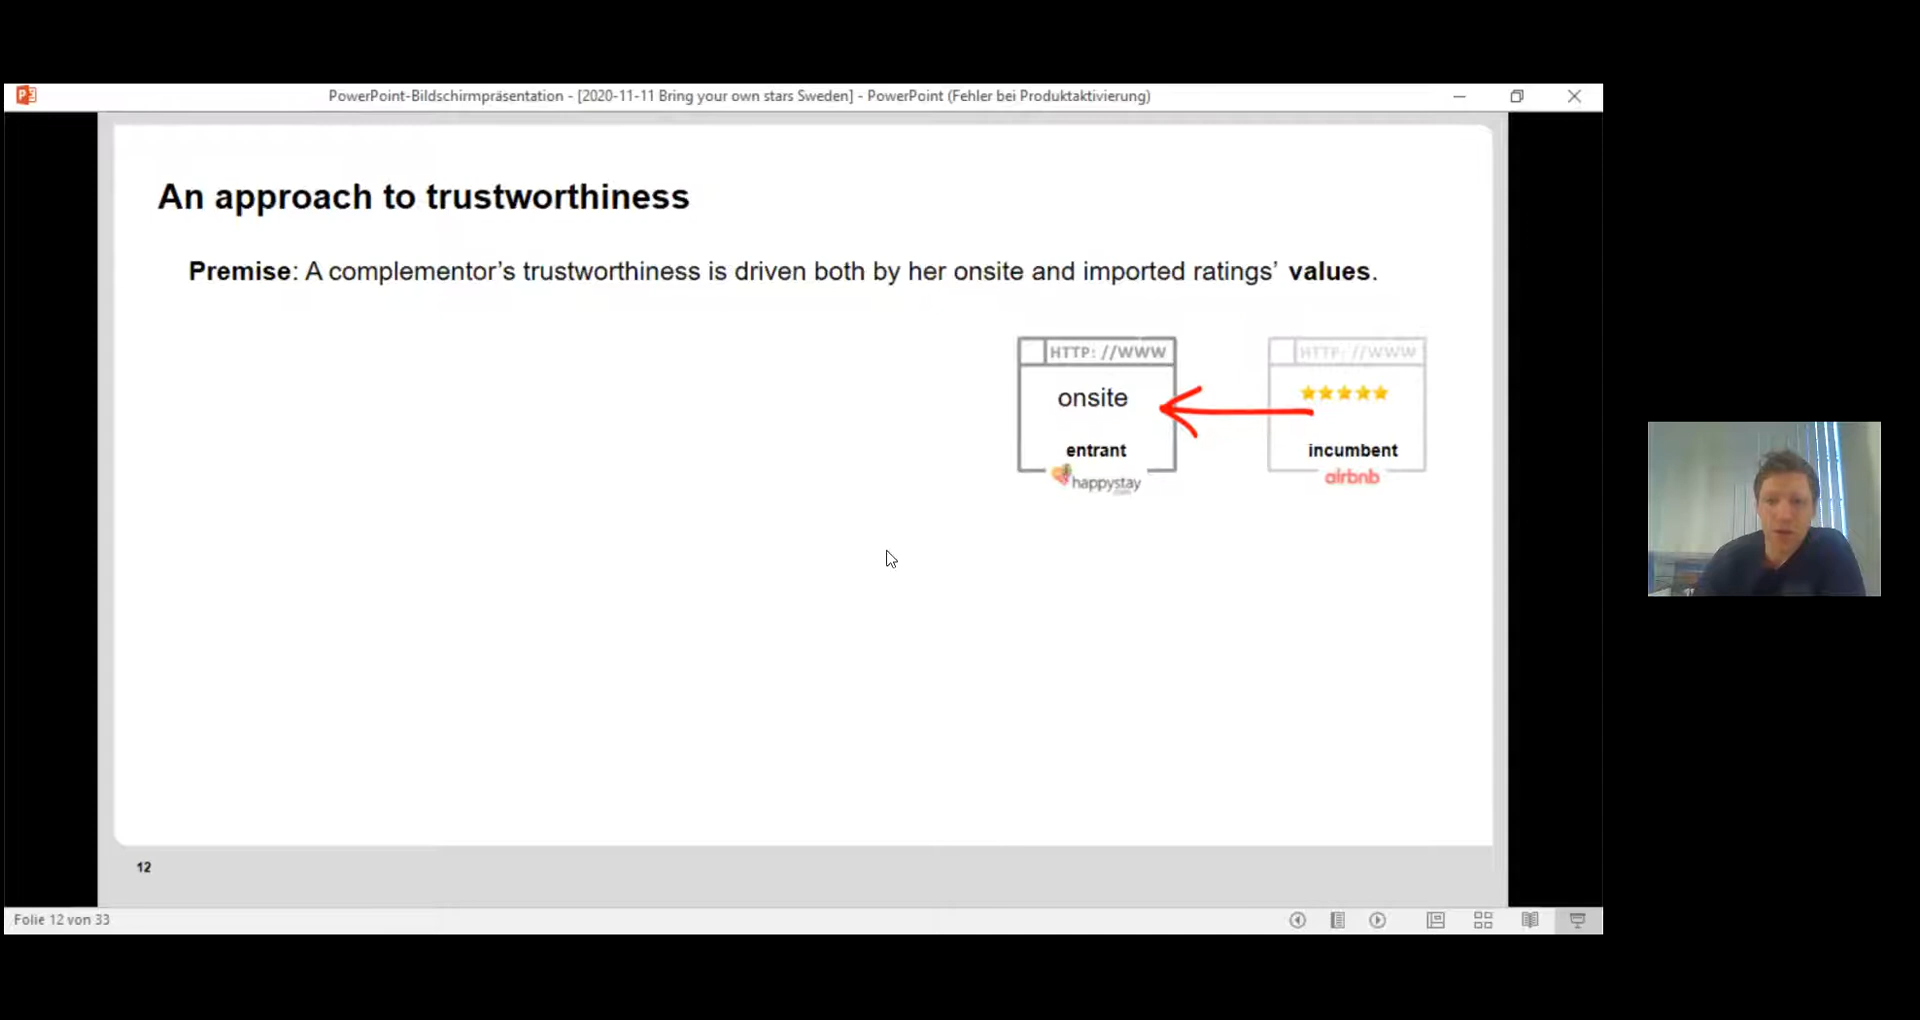 PowerPoint-Bildschirmpräsentation - [2020-11-11 Bring your own stars Sweden] - PowerPoint (Fehler bei Produktaktivierung)
An approach to trustworthiness
Premise: A complementor’s trustworthiness is driven both by her onsite and imported ratings’ values.
HTTP: //WWW
HTTP: //WWW
onsite
entrant
incumbent
happystay
airbnb
12
Folie 12 von 33